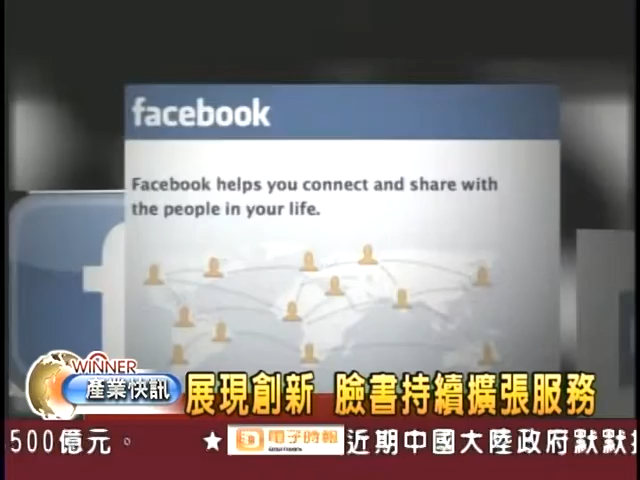 facebook
Facebook helps you connect and share with
the people in your life.
f
WINNER
產業快訊
展現創新 臉書持續擴張服務
500億元。 ★ 電子時報 近期中國大陸政府默默